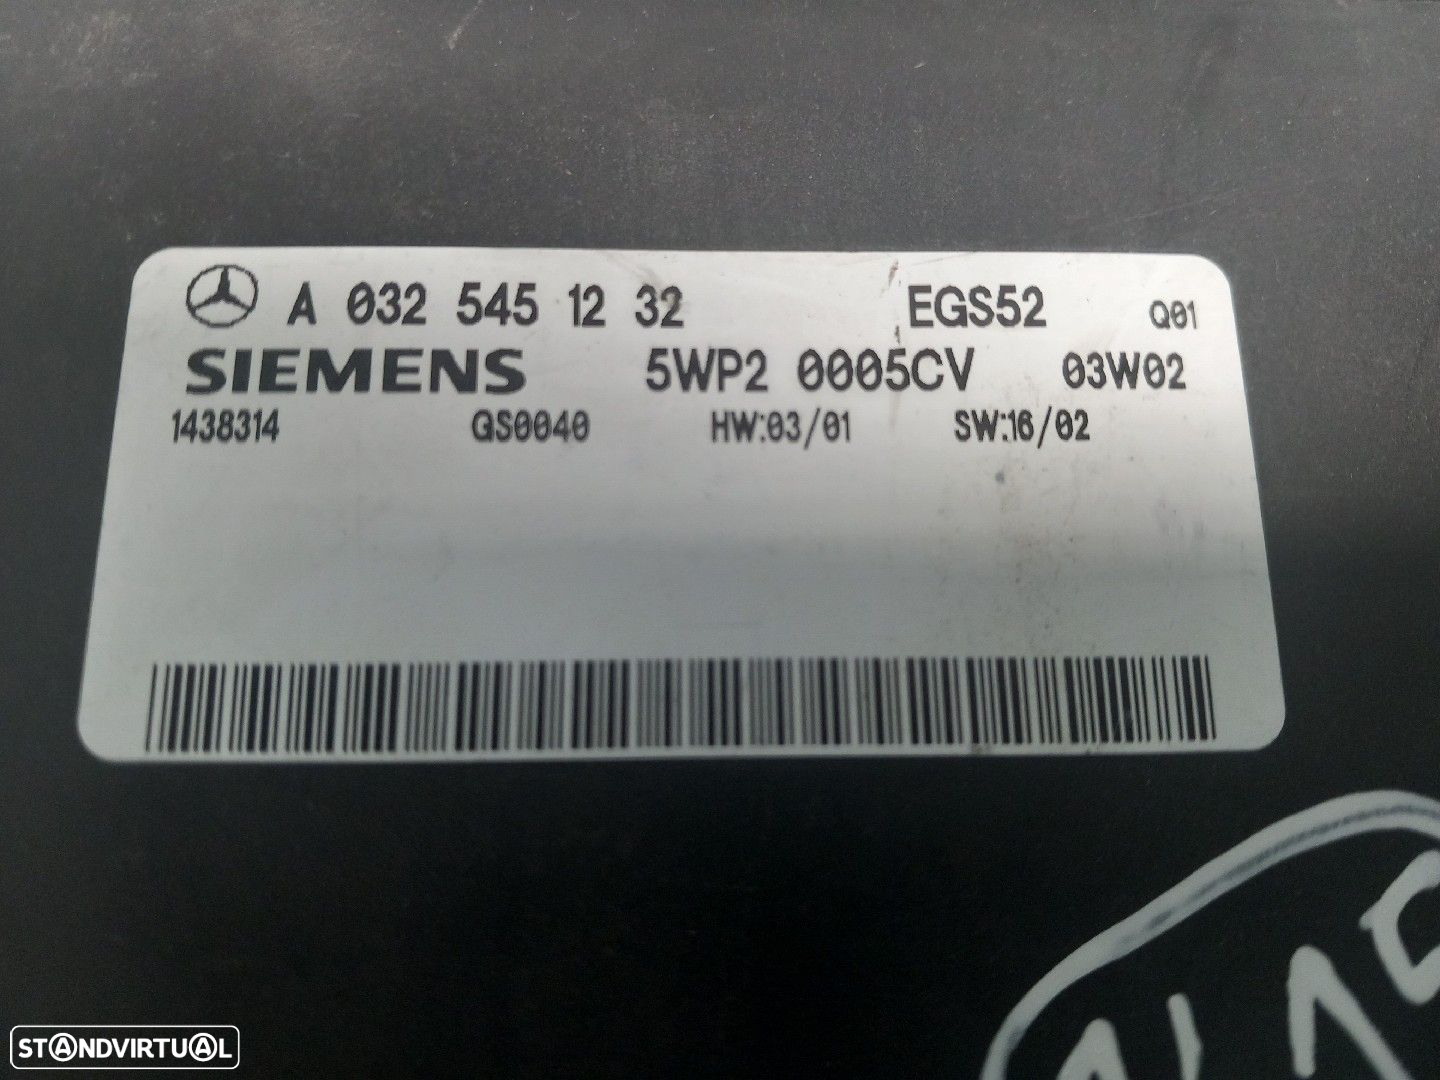 A 032 545 12 32 EGS52 Q01
SIEMENS 5WP2 0005CV 03W02
1438314 QS0040 HW:03/01 SW:16/02
STANDVIRTUAL